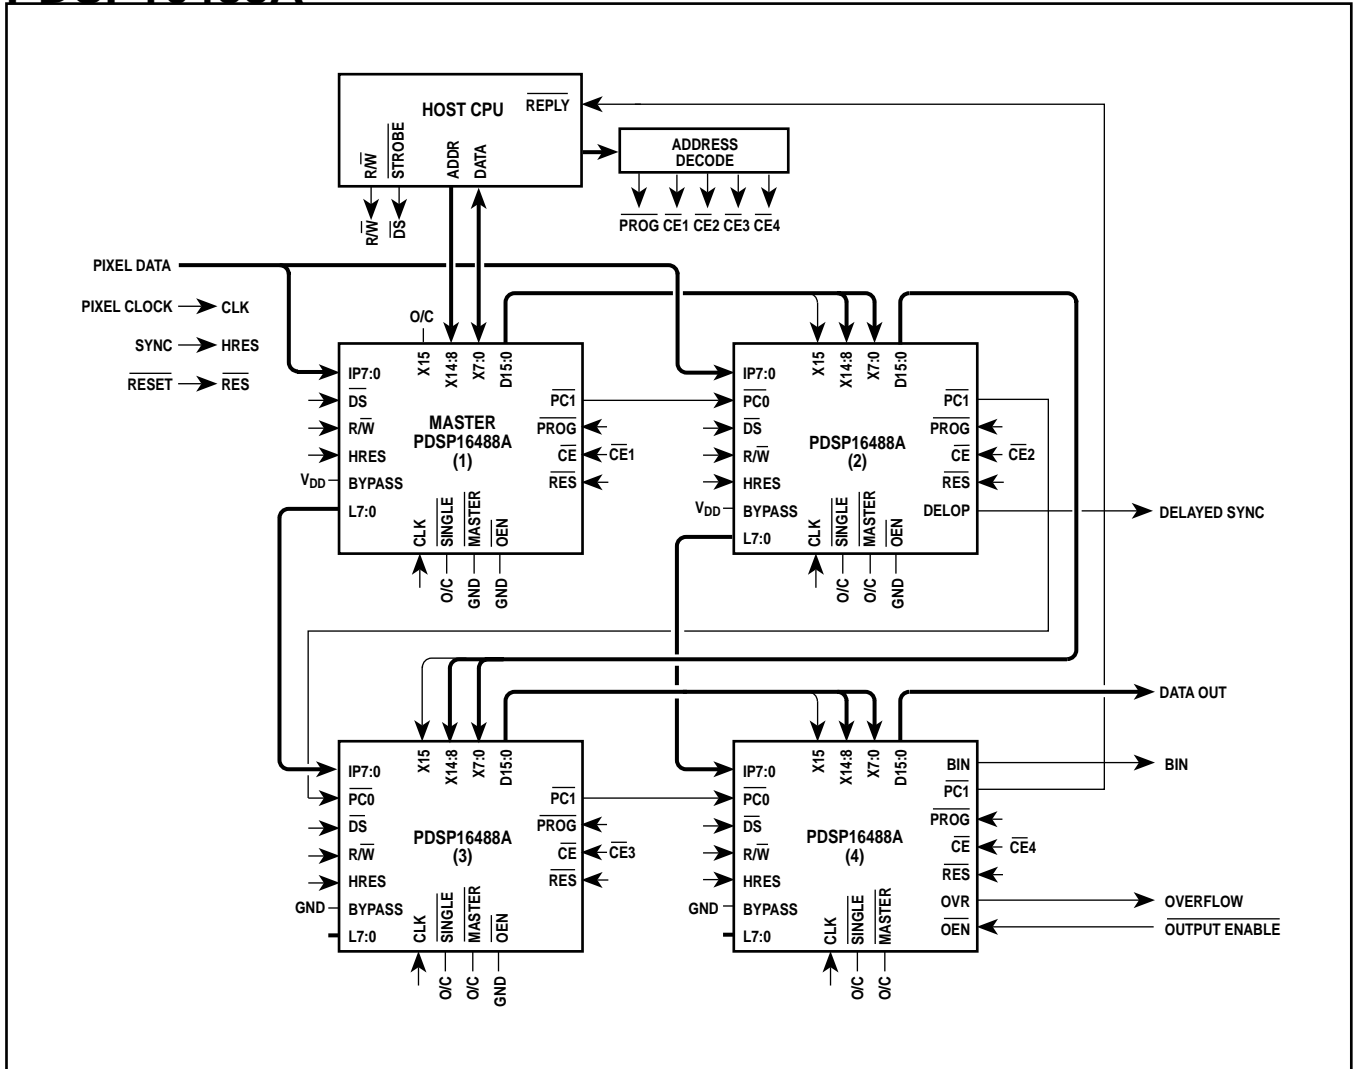 HOST CPU
REPLY
R/W
STROBE
ADDR
DATA
ADDRESS
DECODE
R/W
DS
PROG CE1 CE2 CE3 CE4
PIXEL DATA
PIXEL CLOCK
CLK
SYNC
HRES
RESET
RES
O/C
X15
X14:8
X7:0
D15:0
IP7:0
DS
R/W
HRES
VDD
BYPASS
L7:0
MASTER
PDSP16488A
(1)
PC1
PROG
CE
CE1
RES
CLK
SINGLE
MASTER
OEN
O/C
GND
GND
X15
X14:8
X7:0
D15:0
IP7:0
PC0
DS
R/W
HRES
VDD
BYPASS
L7:0
PDSP16488A
(2)
PC1
PROG
CE
CE2
RES
DELOP
DELAYED SYNC
CLK
SINGLE
MASTER
OEN
O/C
O/C
GND
X15
X14:8
X7:0
D15:0
IP7:0
PC0
DS
R/W
HRES
GND
BYPASS
L7:0
PDSP16488A
(3)
PC1
PROG
CE
CE3
RES
CLK
SINGLE
MASTER
OEN
O/C
O/C
GND
X15
X14:8
X7:0
D15:0
DATA OUT
IP7:0
PC0
DS
R/W
HRES
GND
BYPASS
L7:0
PDSP16488A
(4)
BIN
BIN
PC1
PROG
CE
CE4
RES
OVR
OVERFLOW
OEN
OUTPUT ENABLE
CLK
SINGLE
MASTER
O/C
O/C